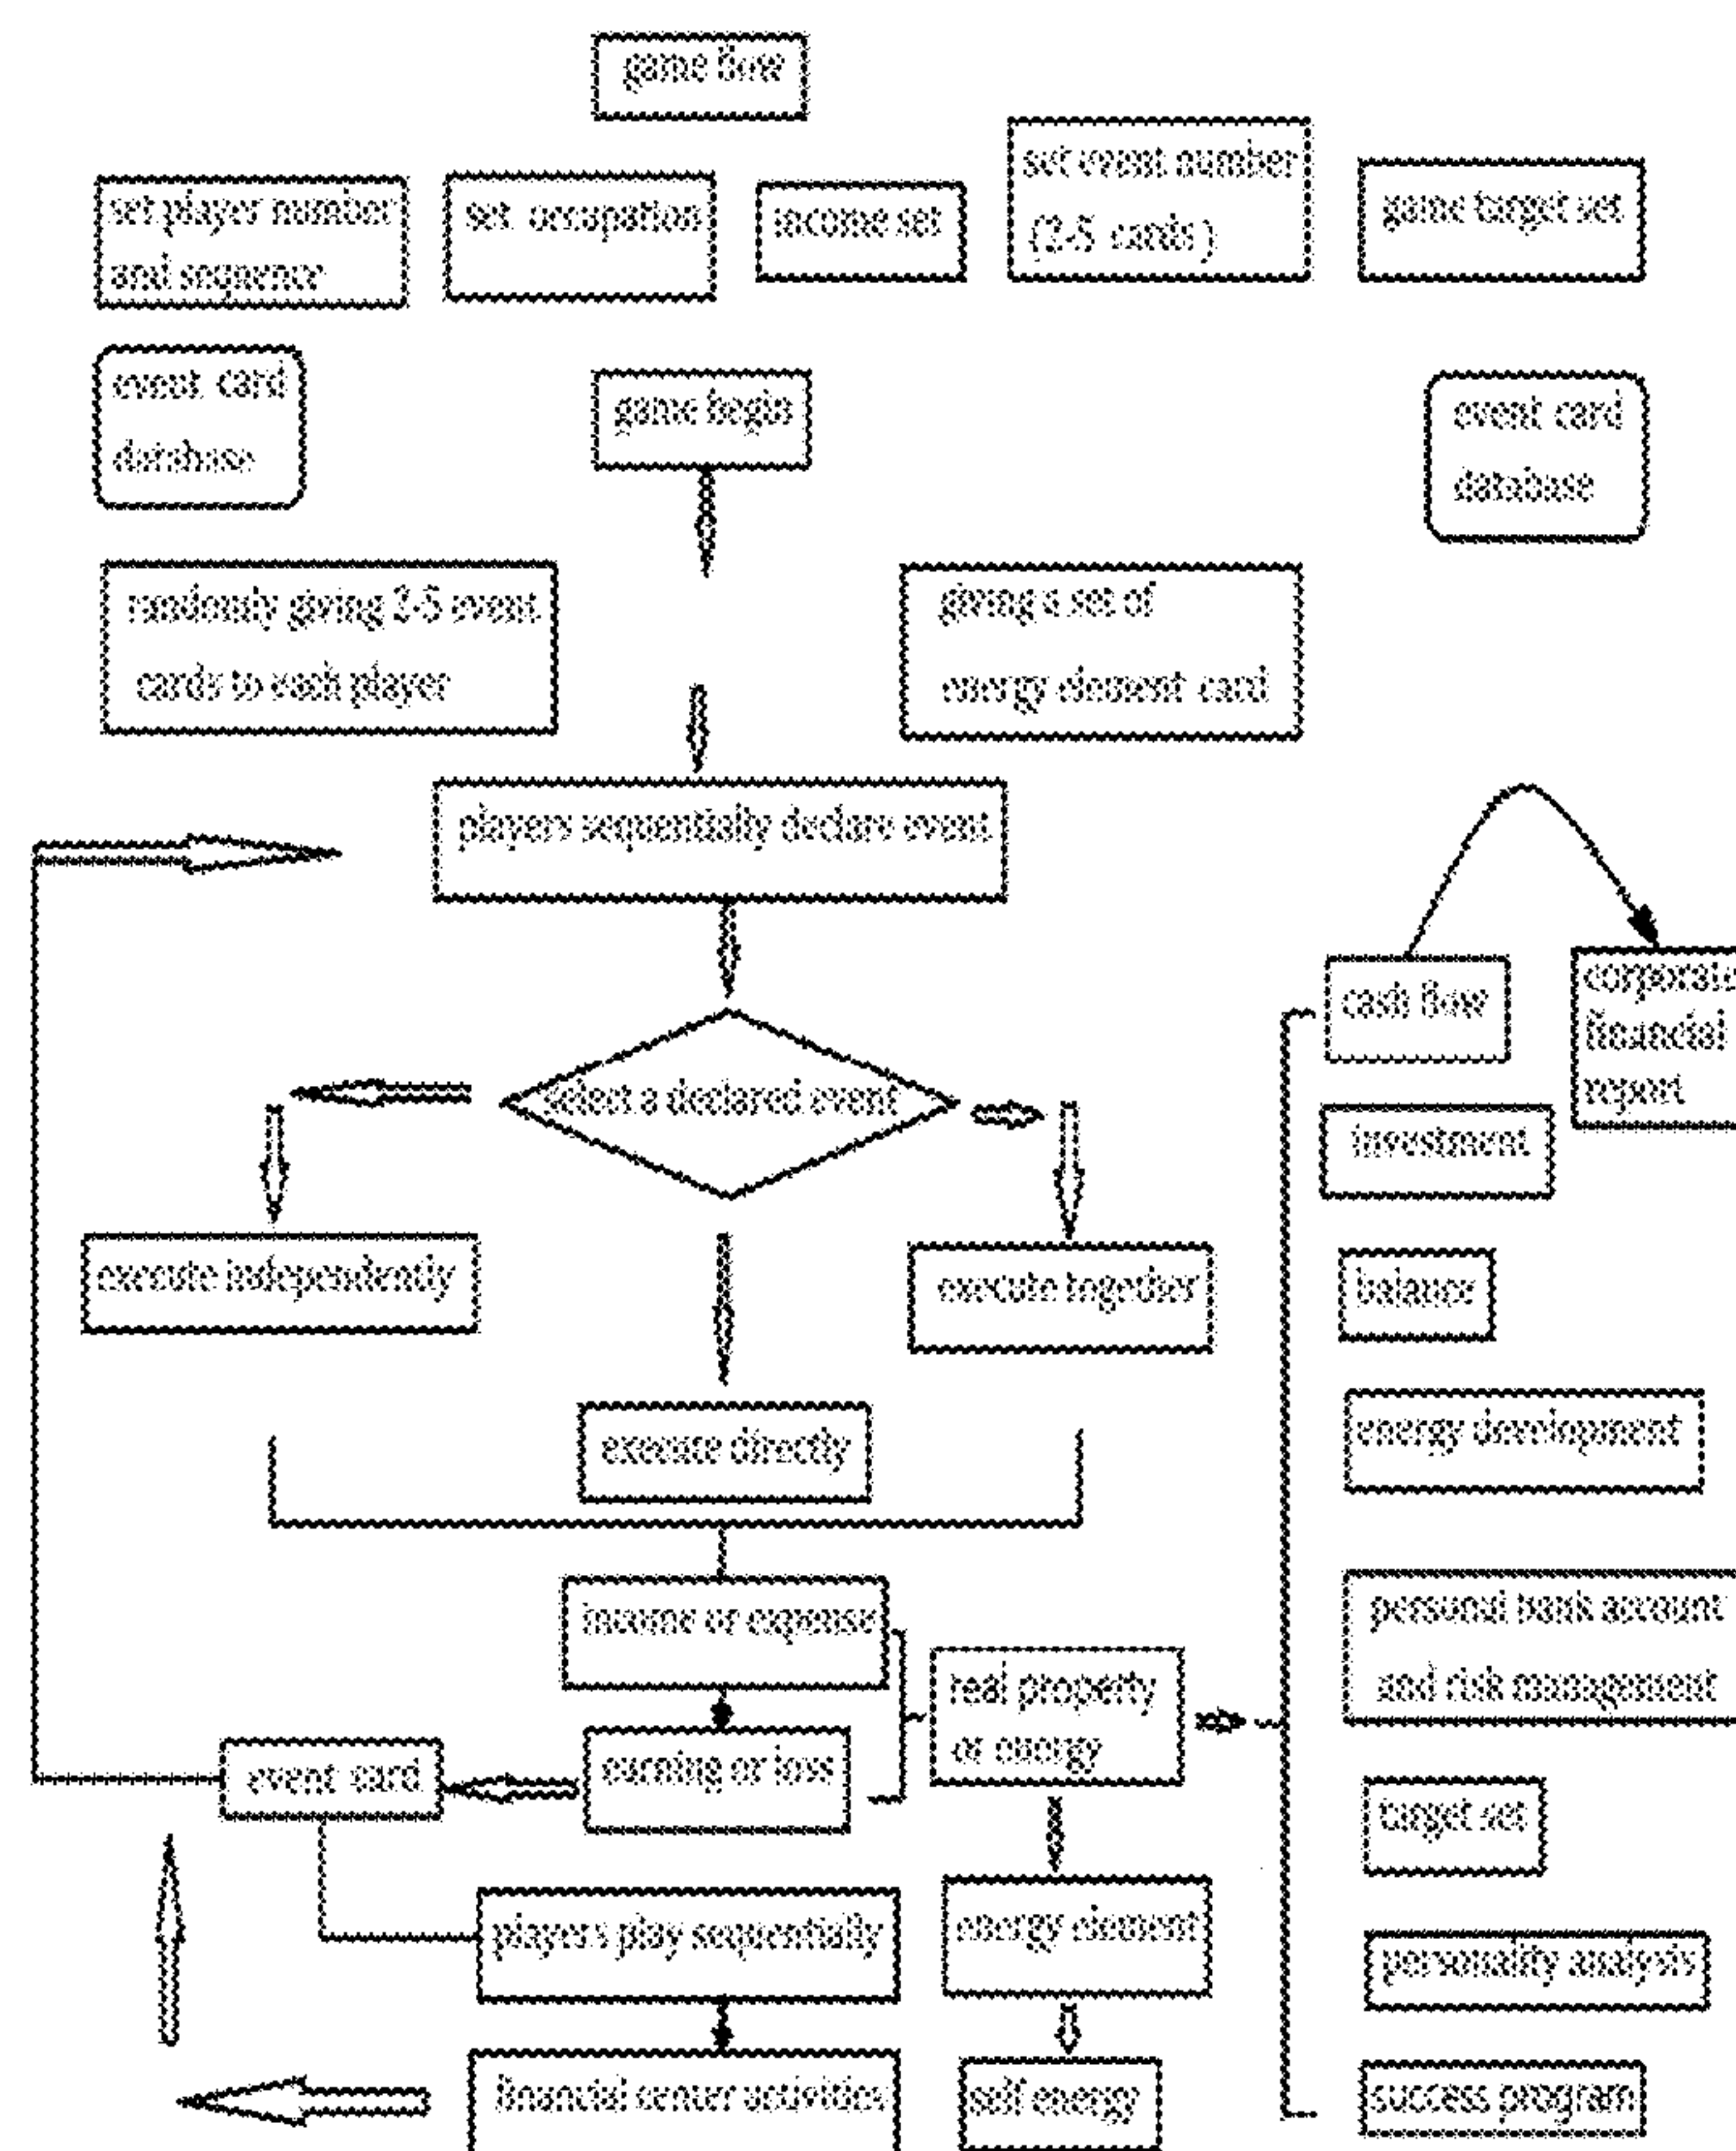 game flow
set player number
and sequence
set occupation
income set
set event number
(2-5 cards)
game target set
event card
database
game begin
event card
database
randomly giving 2-5 event
cards to each player
giving a set of
energy element card
players sequentially declare event
cash flow
corporate
financial
report
select a declared event
investment
execute independently
execute together
balance
execute directly
energy development
income or expense
personal bank account
and risk management
real property
or energy
event card
earning or loss
target set
players play sequentially
energy element
personality analysis
financial center activities
self energy
success program